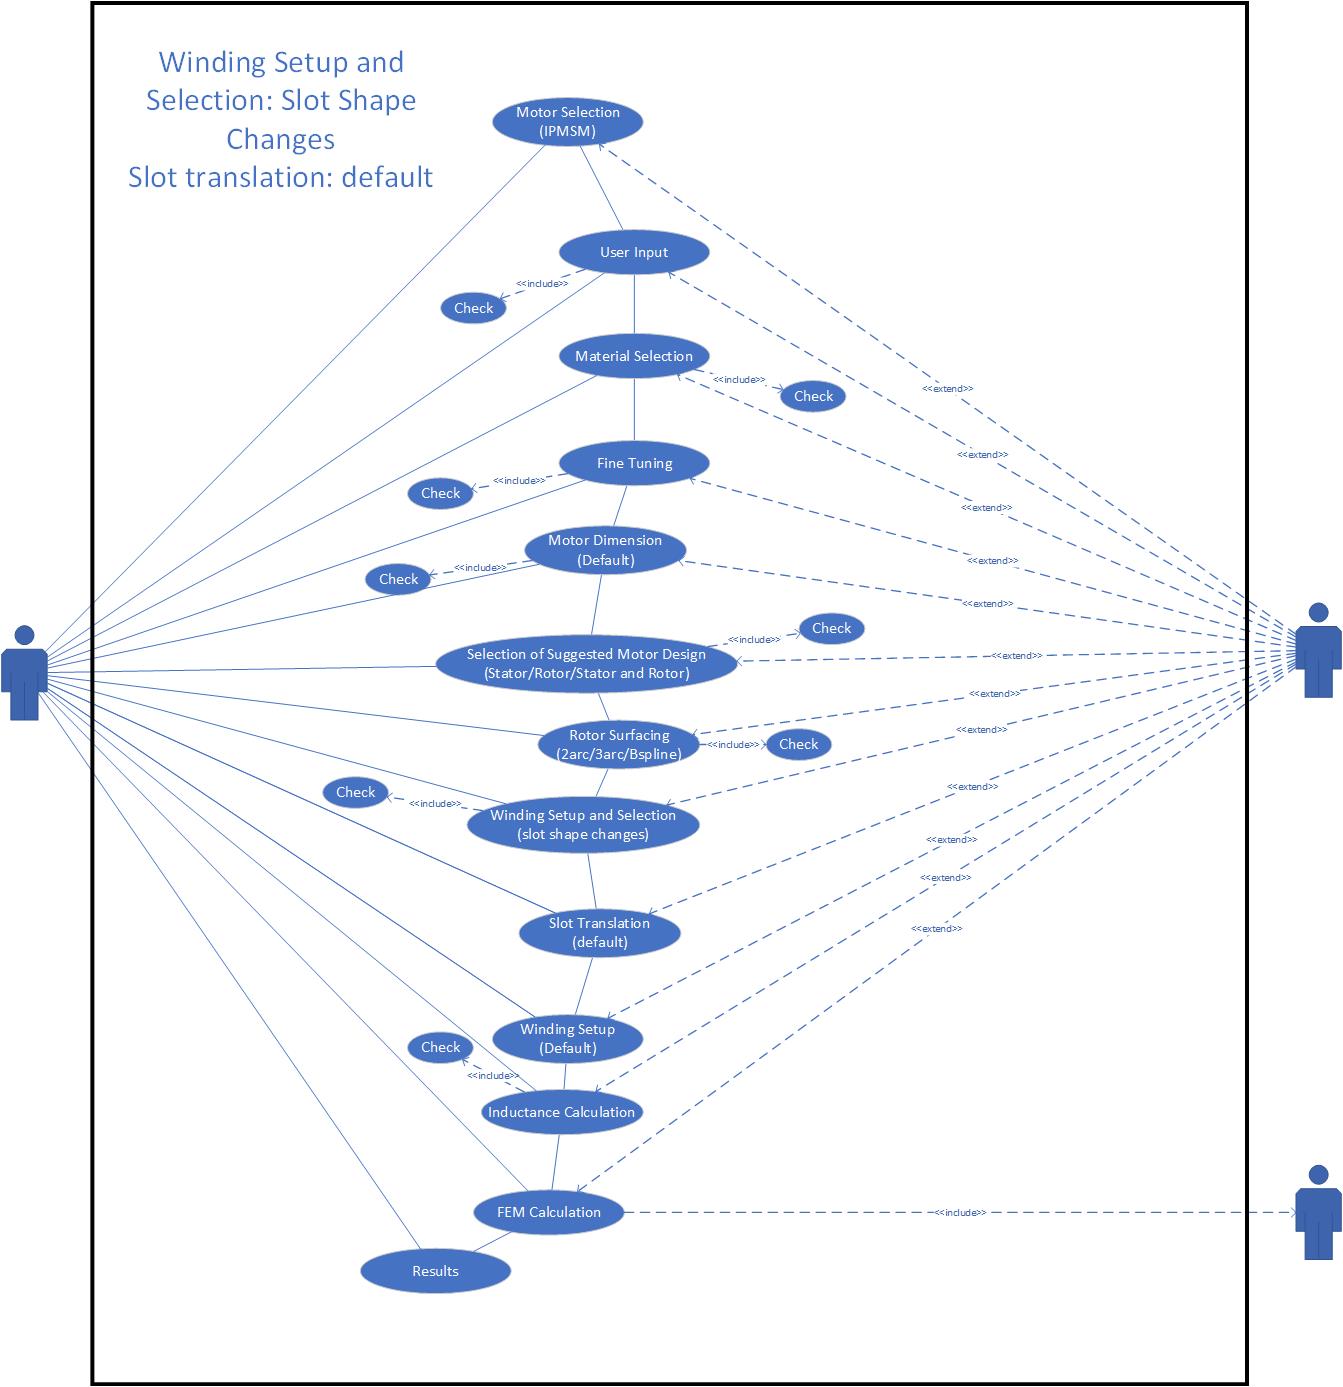 Winding Setup and
Selection: Slot Shape
Changes
Slot translation: default
Motor Selection
(IPMSM)
User Input
<<include>>
Check
Material Selection
<<include>>
Check
<<extend>>
<<extend>>
Fine Tuning
<<include>>
Check
<<extend>>
Motor Dimension
(Default)
<<include>>
Check
<<extend>>
<<extend>>
Selection of Suggested Motor Design
(Stator/Rotor/Stator and Rotor)
<<include>>
Check
<<extend>>
<<extend>>
Rotor Surfacing
(2arc/3arc/Bspline)
<<include>>
Check
<<extend>>
Winding Setup and Selection
(slot shape changes)
<<include>>
Check
<<extend>>
<<extend>>
<<extend>>
Slot Translation
(default)
<<extend>>
Winding Setup
(Default)
Check
<<include>>
Inductance Calculation
FEM Calculation
<<include>>
Results